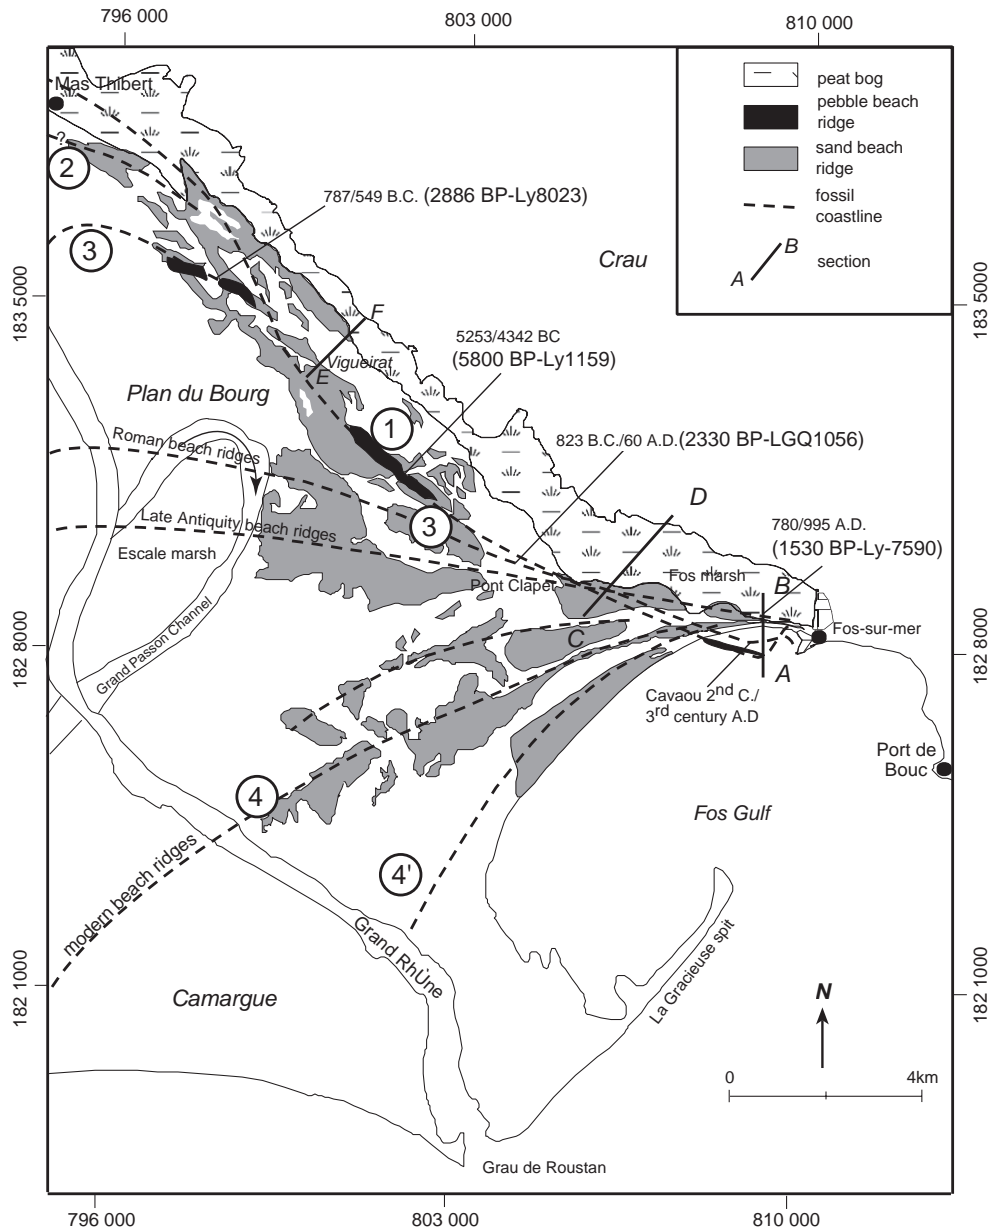 796 000
803 000
810 000
peat bog
pebble beach
ridge
sand beach
ridge
fossil
coastline
A
B
section
Mas Thibert
?
2
787/549 B.C. (2886 BP-Ly8023)
3
Crau
183 5000
183 5000
F
5253/4342 BC
(5800 BP-Ly1159)
Vigueirat
E
Plan du Bourg
1
Roman beach ridges
823 B.C./60 A.D.(2330 BP-LGQ1056)
D
780/995 A.D.
(1530 BP-Ly-7590)
3
Late Antiquity beach ridges
Escale marsh
Pont Clapet
Fos marsh
B
Grand Passon Channel
C
Fos-sur-mer
182 8000
182 8000
A
Cavaou 2nd C./
3rd century A.D
Port de
Bouc
4
Fos Gulf
modern beach ridges
4'
Grand RhÛne
La Gracieuse spit
Camargue
N
182 1000
182 1000
0
4km
Grau de Roustan
796 000
803 000
810 000